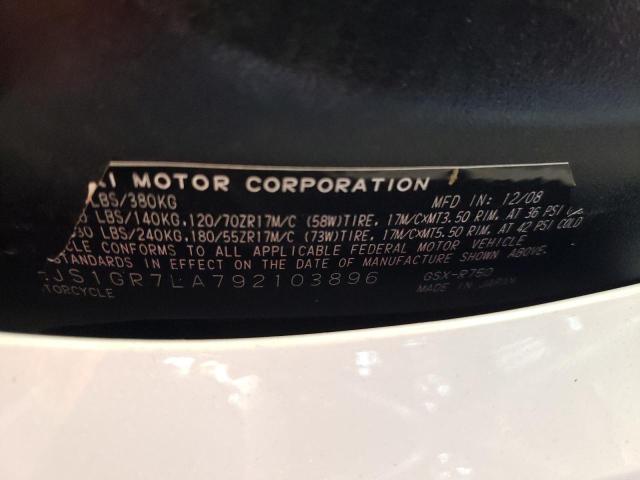 KI MOTOR CORPORATION
MFD IN: 12/08
LBS/380KG
LBS/140KG, 120/70ZR17M/C (58W)TIRE, 17M/CxMT3.50 RIM, AT 36 PSI
LBS/240KG, 180/55ZR17M/C (73W)TIRE, 17M/CxMT5.50 RIM, AT 42 PSI COLD
CLE CONFORMS TO ALL APPLICABLE FEDERAL MOTOR VEHICLE
STANDARDS IN EFFECT ON THE DATE OF MANUFACTURE SHOWN ABOVE.
JS1GR7LA792103896
GSX-R750
TORCYCLE
MADE IN JAPAN